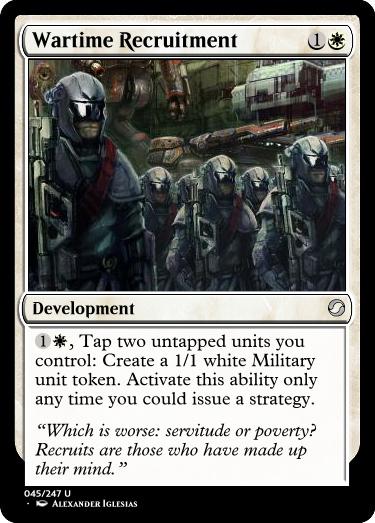 Wartime Recruitment 1
Development
1, Tap two untapped units you
control: Create a 1/1 white Military
unit token. Activate this ability only
any time you could issue a strategy.
“Which is worse: servitude or poverty?
Recruits are those who have made up
their mind.”
045/247 U
· Alexander Iglesias